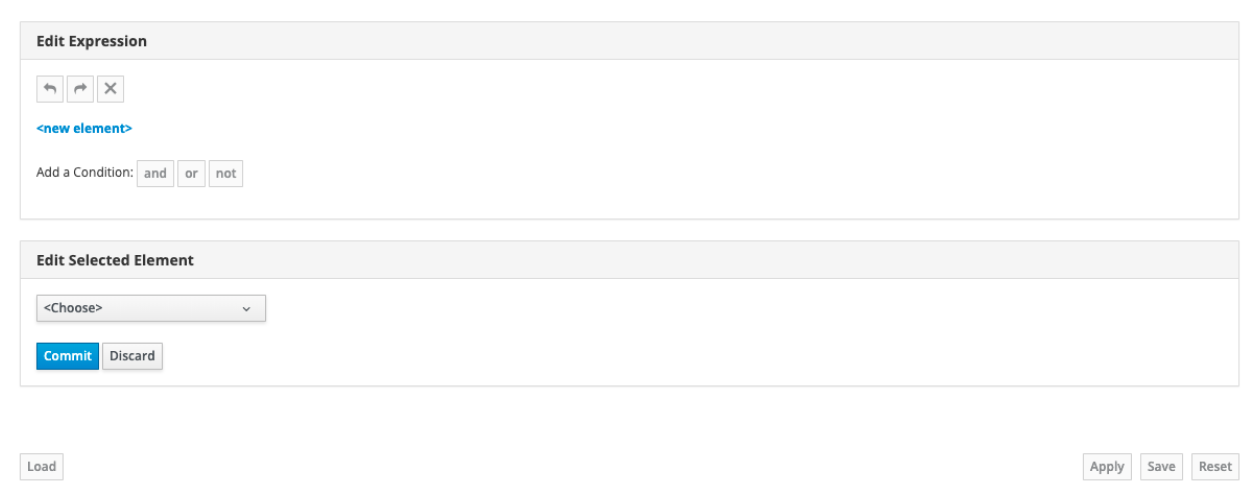 Edit Expression
<new element>
Add a Condition: and or not
Edit Selected Element
<Choose>
Commit Discard
Load Apply Save Reset